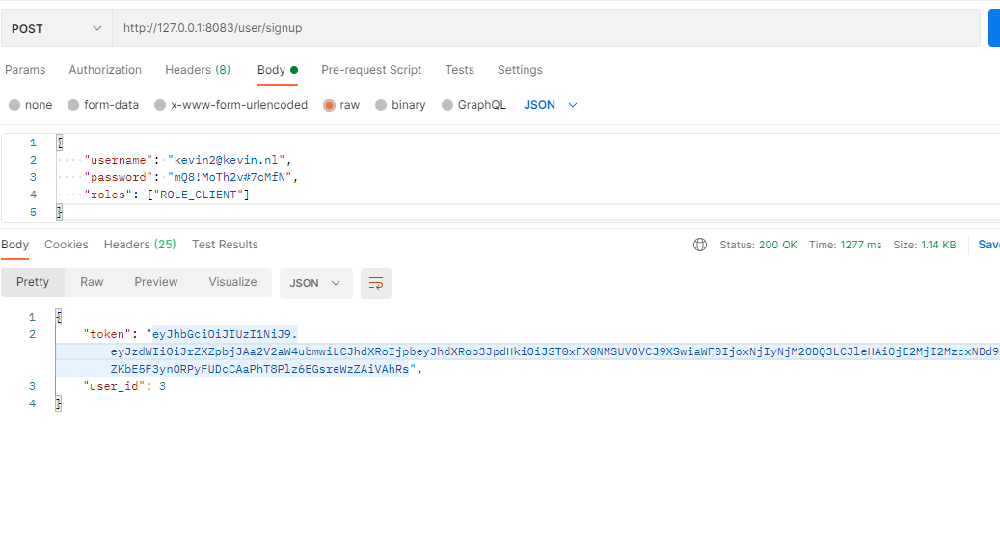 POST http://127.0.0.1:8083/user/signup
Params Authorization Headers (8) Body Pre-request Script Tests Settings
none form-data x-www-form-urlencoded raw binary GraphQL JSON
1 {
2 "username": "kevin2@kevin.nl",
3 "password": "mQ8!MoTh2v#7cMfN",
4 "roles": ["ROLE_CLIENT"]
5 }
Body Cookies Headers (25) Test Results Status: 200 OK Time: 1277 ms Size: 1.14 KB Save
Pretty Raw Preview Visualize JSON
1 {
2 "token": "eyJhbGciOiJIUzI1NiJ9.
eyJzdWIiOiJrZXZpbjJAa2V2aW4ubmwiLCJhdXRoIjpbeyJhdXRob3JpdHkiOiJST0xFX0NMSUVOVCJ9XSwiaWF0IjoxNjIyNjM2ODQ3LCJleHAiOjE2MjI2MzcxNDd9
ZKbE5F3ynORPyFUDcCAaPhT8Plz6EGsreWzZAiVAhRs",
3 "user_id": 3
4 }